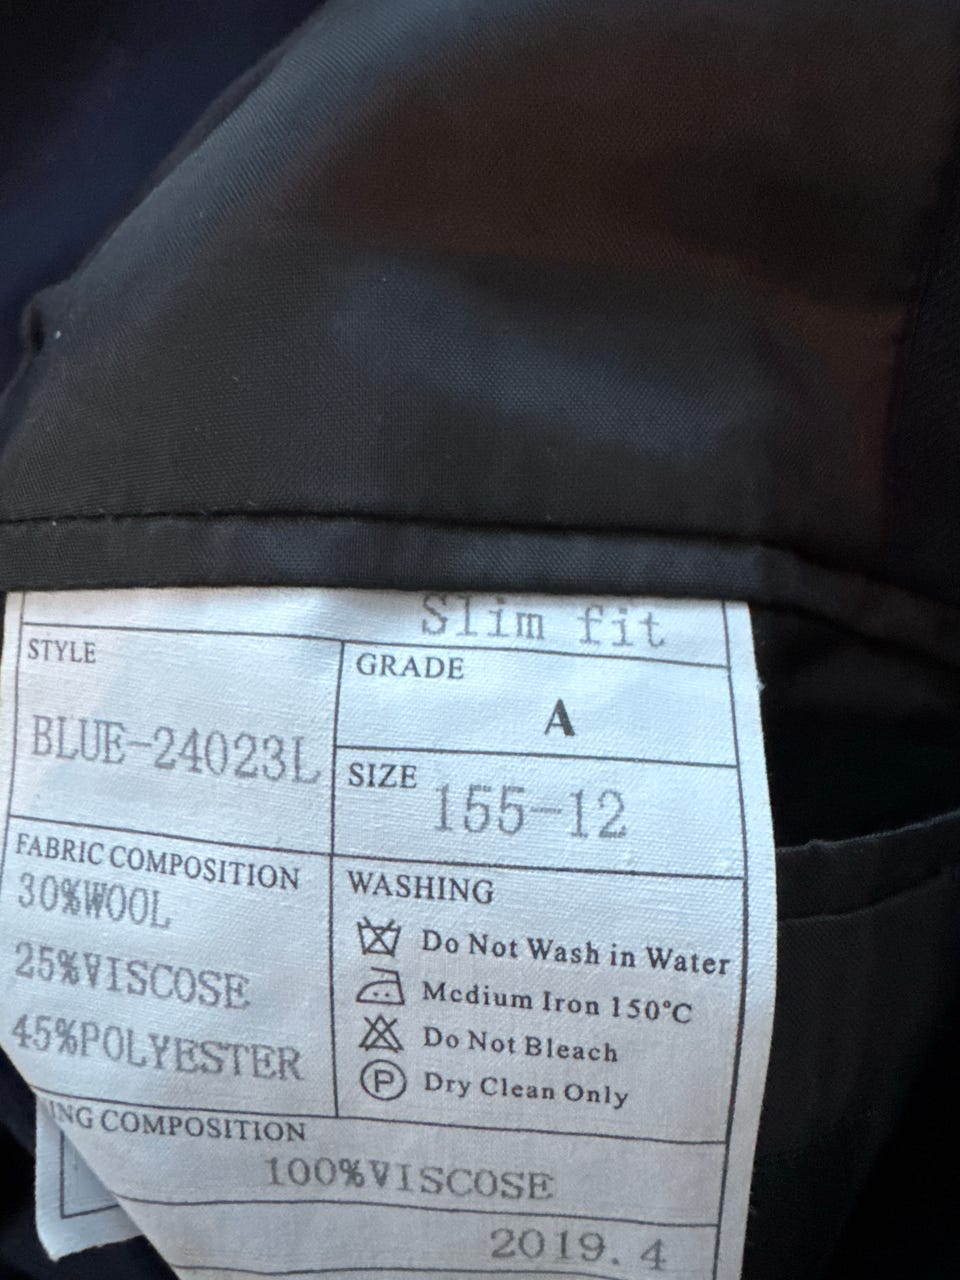 Slim fit
STYLE
BLUE-24023L
GRADE
A
SIZE
155-12
FABRIC COMPOSITION
30%WOOL
25%VISCOSE
45%POLYESTER
WASHING
Do Not Wash in Water
Medium Iron 150°C
Do Not Bleach
P Dry Clean Only
ING COMPOSITION
100%VISCOSE
2019.4